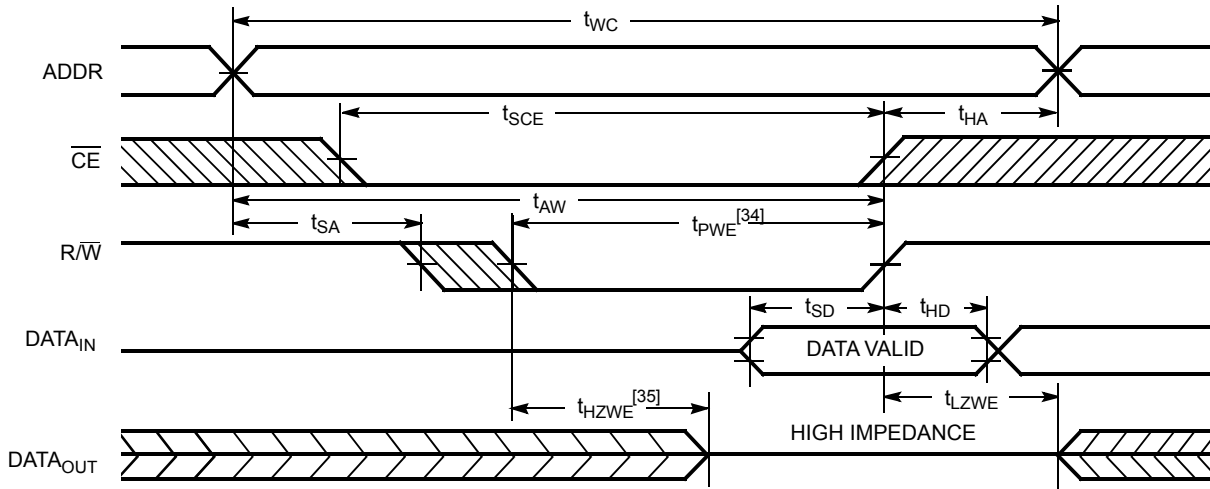 tWC
ADDR
tSCE
tHA
CE
tAW
tSA
tPWE[34]
R/W
tSD
tHD
DATAIN
DATA VALID
tHZWE[35]
tLZWE
HIGH IMPEDANCE
DATAOUT